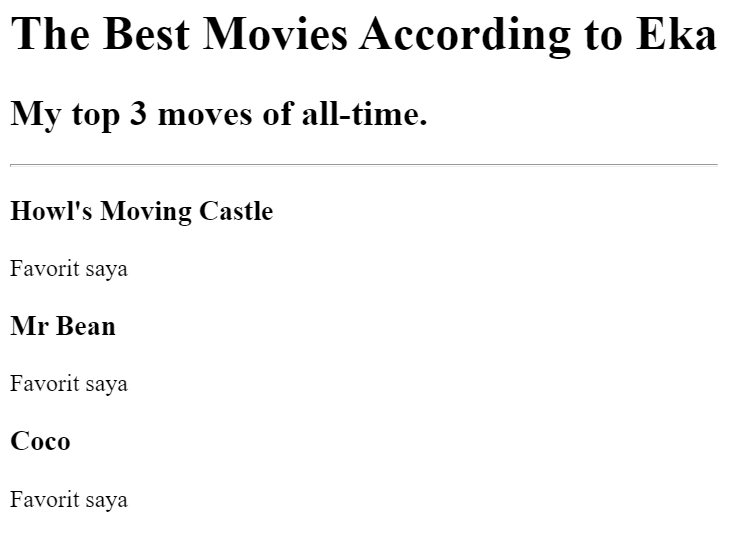 The Best Movies According to Eka
My top 3 moves of all-time.
Howl's Moving Castle
Favorit saya
Mr Bean
Favorit saya
Coco
Favorit saya